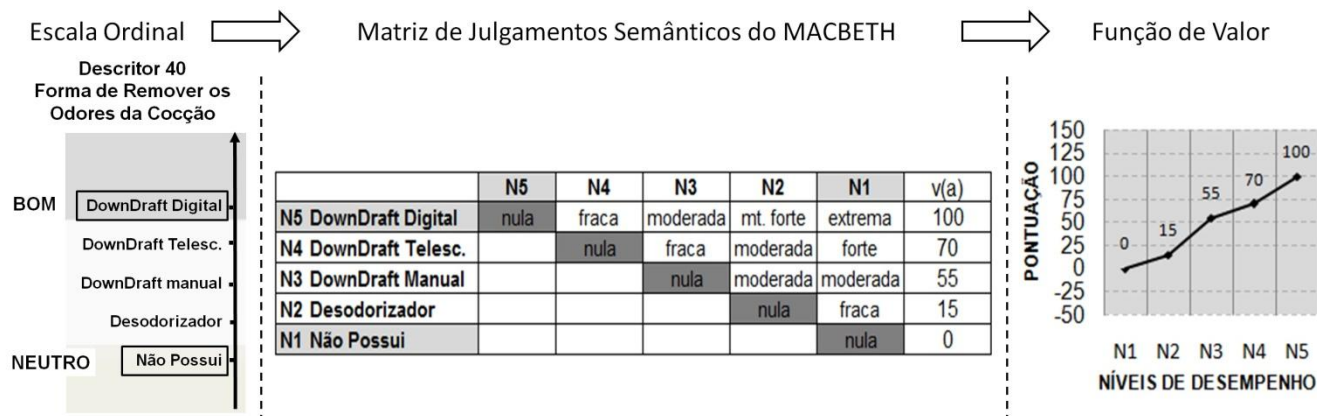 Escala Ordinal
Matriz de Julgamentos Semânticos do MACBETH
Função de Valor
Descritor 40
Forma de Remover os
Odores da Cocção
BOM
DownDraft Digital
DownDraft Telesc.
DownDraft manual
Desodorizador
NEUTRO
Não Possui
N5 N4 N3 N2 N1 v(a)
N5 DownDraft Digital nula fraca moderada mt. forte extrema 100
N4 DownDraft Telesc. nula fraca moderada forte 70
N3 DownDraft Manual nula moderada moderada 55
N2 Desodorizador nula fraca 15
N1 Não Possui nula 0
PONTUAÇÃO
150
125
100
75
50
25
0
-25
-50
0
15
55
70
100
N1 N2 N3 N4 N5
NÍVEIS DE DESEMPENHO